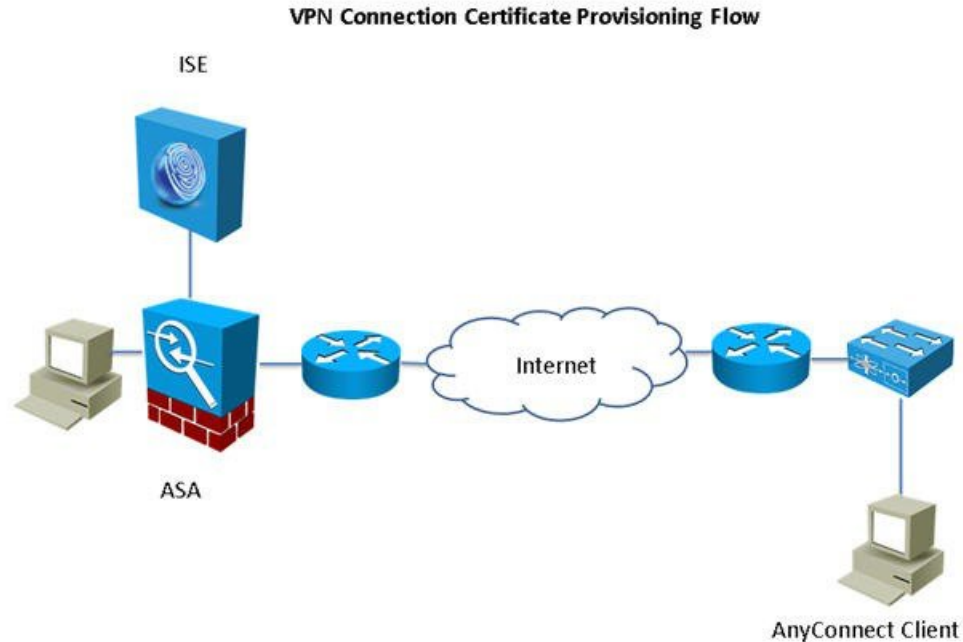 VPN Connection Certificate Provisioning Flow
ISE
Internet
ASA
AnyConnect Client